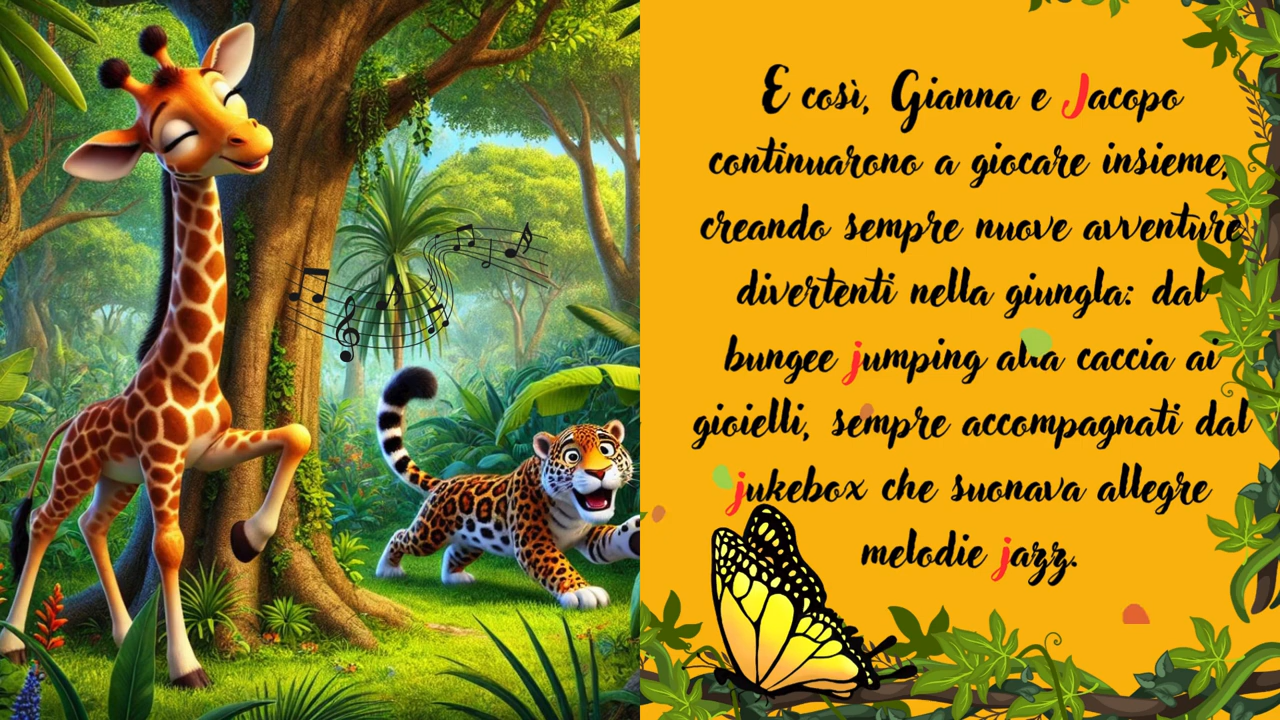 E così, Gianna e Jacopo
continuarono a giocare insieme,
creando sempre nuove avventure
divertenti nella giungla: dal
bungee jumping alla caccia ai
gioielli, sempre accompagnati dal
jukebox che suonava allegre
melodie jazz.